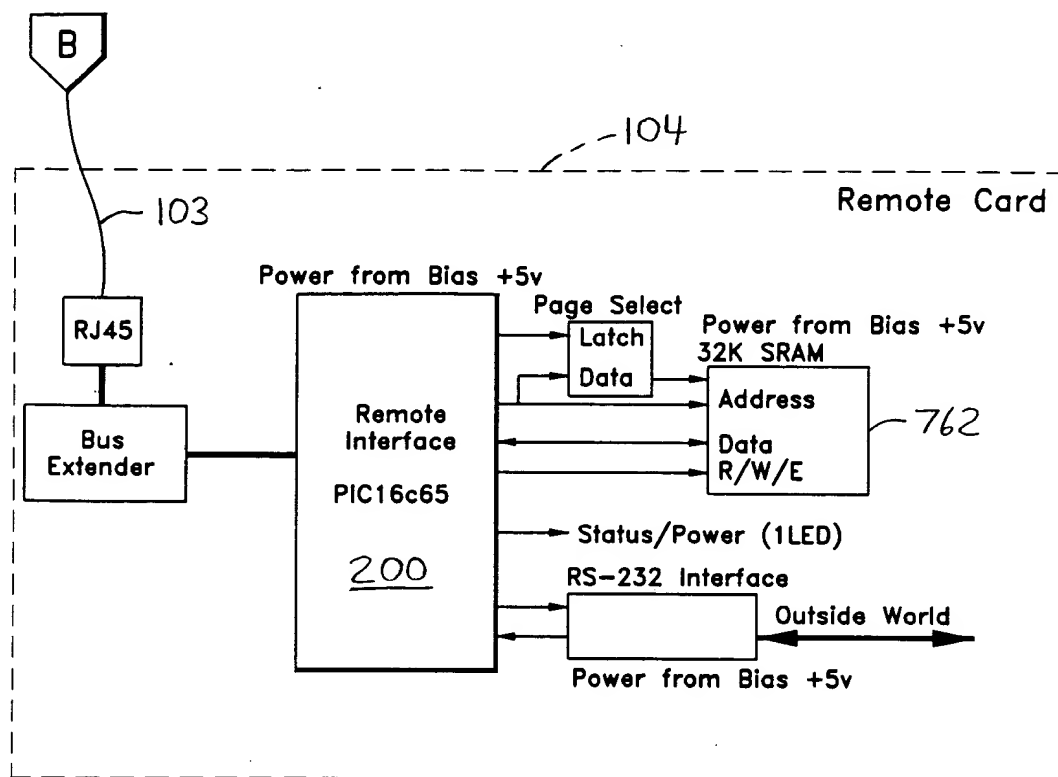 B
104
Remote Card
103
Power from Bias +5v
RJ45
Page Select
Latch
Data
Power from Bias +5v
32K SRAM
Address
Data
R/W/E
762
Bus
Extender
Remote
Interface
PIC16c65
200
Status/Power (1LED)
RS-232 Interface
Outside World
Power from Bias +5v